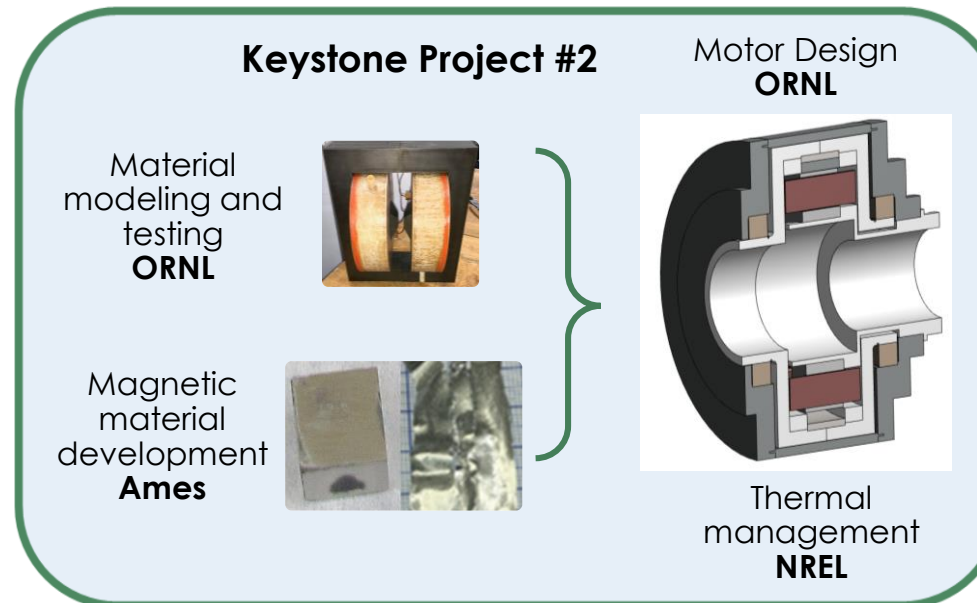 Keystone Project #2
Material
modeling and
testing
ORNL
Magnetic
material
development
Ames
Motor Design
ORNL
Thermal
management
NREL